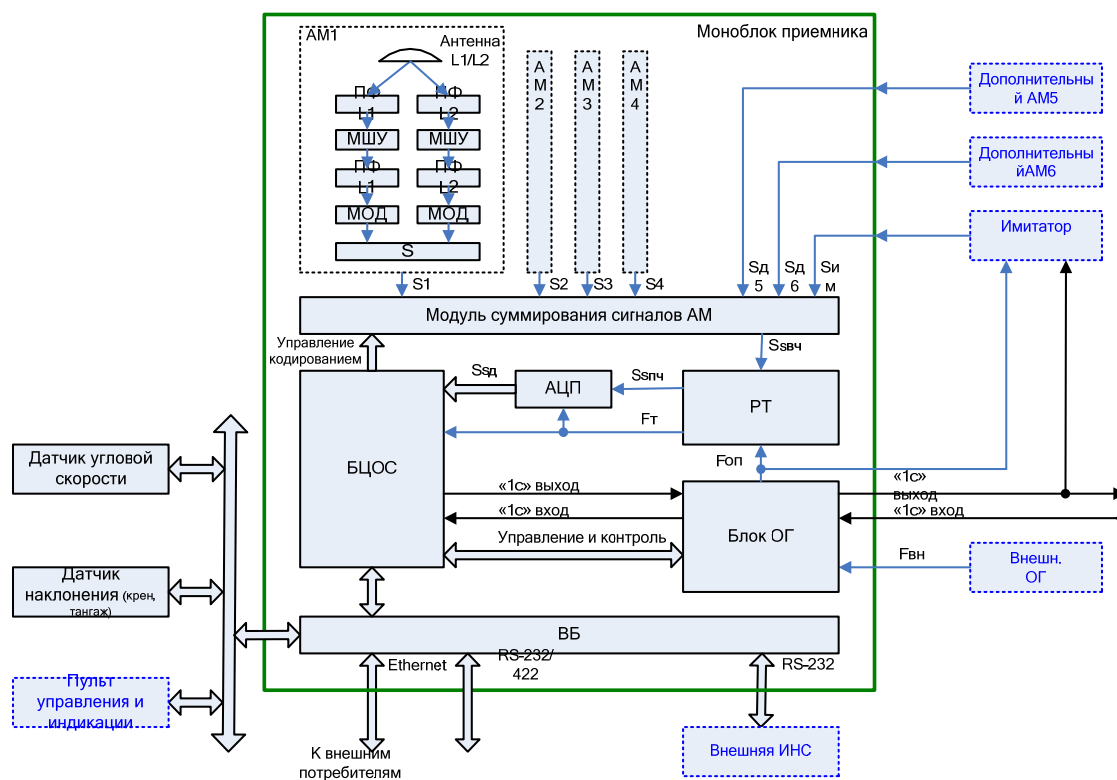 АМ1
Антенна
L1/L2
Моноблок приемника
ПФ
L1
ПФ
L2
МШУ
МШУ
ПФ
L1
ПФ
L2
МОД
МОД
S
А
М
2
А
М
3
А
М
4
Дополнительны
й АМ5
Дополнительны
йАМ6
Имитатор
S1
S2
S3
S4
Sд
5
Sд
6
Sи
м
Модуль суммирования сигналов АМ
Управление
кодированием
Ssвч
Ssд
АЦП
Ssпч
РТ
Fт
БЦОС
Fоп
«1с» выход
«1с» вход
Управление и контроль
Блок ОГ
«1с»
выход
«1с» вход
Fвн
Внешн.
ОГ
Датчик угловой
скорости
Датчик
наклонения (крен,
тангаж)
Пульт
управления и
индикации
ВБ
Ethernet
RS-232/
422
RS-232
К внешним
потребителям
Внешняя ИНС